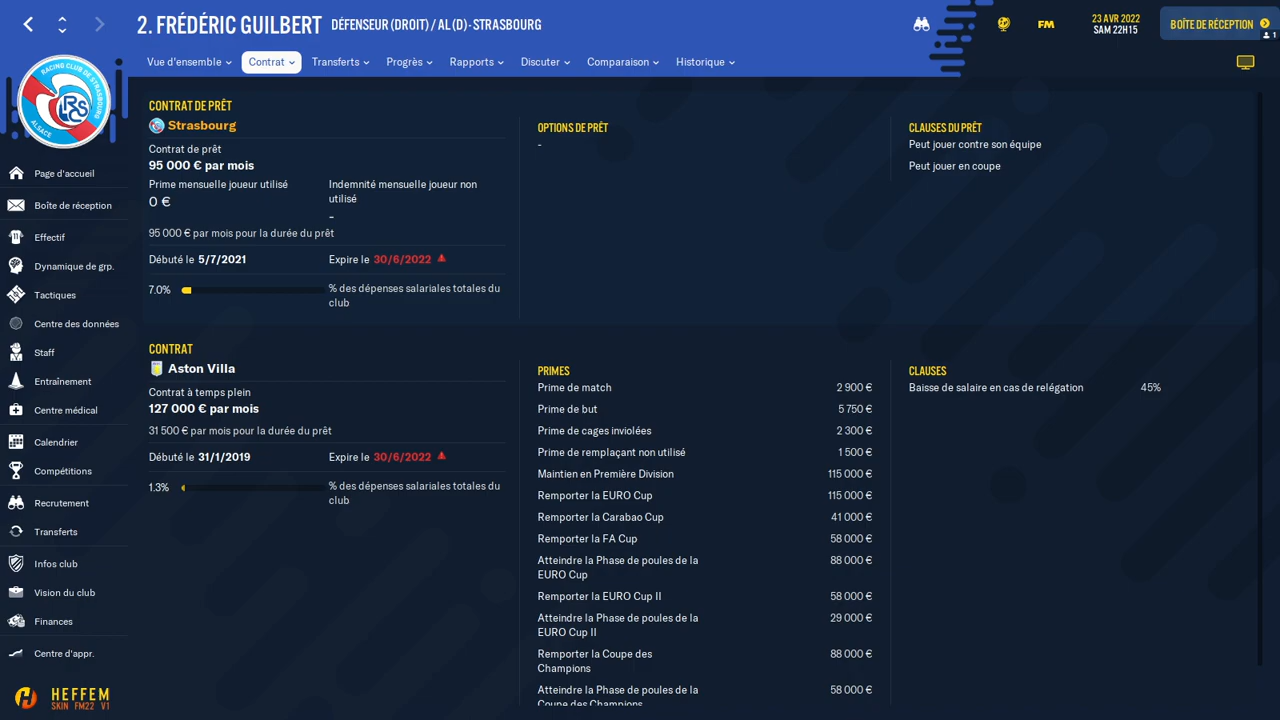 2. FRÉDÉRIC GUILBERT DÉFENSEUR (DROIT) / AL (D) - STRASBOURG
FM
23 AVR 2022
SAM 22H15
BOÎTE DE RÉCEPTION
1
Vue d'ensemble Contrat Transferts Progrès Rapports Discuter Comparaison Historique
RACING CLUB DE STRASBOURG
RCS
ALSACE
Page d'accueil
Boîte de réception
Effectif
Dynamique de grp.
Tactiques
Centre des données
Staff
Entraînement
Centre médical
Calendrier
Compétitions
Recrutement
Transferts
Infos club
Vision du club
Finances
Centre d'appr.
HEFFEM
SKIN FM22 V1
CONTRAT DE PRÊT
Strasbourg
Contrat de prêt
95 000 € par mois
Prime mensuelle joueur utilisé
0 €
Indemnité mensuelle joueur non
utilisé
-
95 000 € par mois pour la durée du prêt
Débuté le 5/7/2021 Expire le 30/6/2022
7.0% % des dépenses salariales totales du
club
OPTIONS DE PRÊT
-
CLAUSES DU PRÊT
Peut jouer contre son équipe
Peut jouer en coupe
CONTRAT
Aston Villa
Contrat à temps plein
127 000 € par mois
31 500 € par mois pour la durée du prêt
Débuté le 31/1/2019 Expire le 30/6/2022
1.3% % des dépenses salariales totales du
club
PRIMES
Prime de match 2 900 €
Prime de but 5 750 €
Prime de cages inviolées 2 300 €
Prime de remplaçant non utilisé 1 500 €
Maintien en Première Division 115 000 €
Remporter la EURO Cup 115 000 €
Remporter la Carabao Cup 41 000 €
Remporter la FA Cup 58 000 €
Atteindre la Phase de poules de la 88 000 €
EURO Cup
Remporter la EURO Cup II 58 000 €
Atteindre la Phase de poules de la 29 000 €
EURO Cup II
Remporter la Coupe des 88 000 €
Champions
Atteindre la Phase de poules de la 58 000 €
Coupe des Champions
CLAUSES
Baisse de salaire en cas de relégation 45%